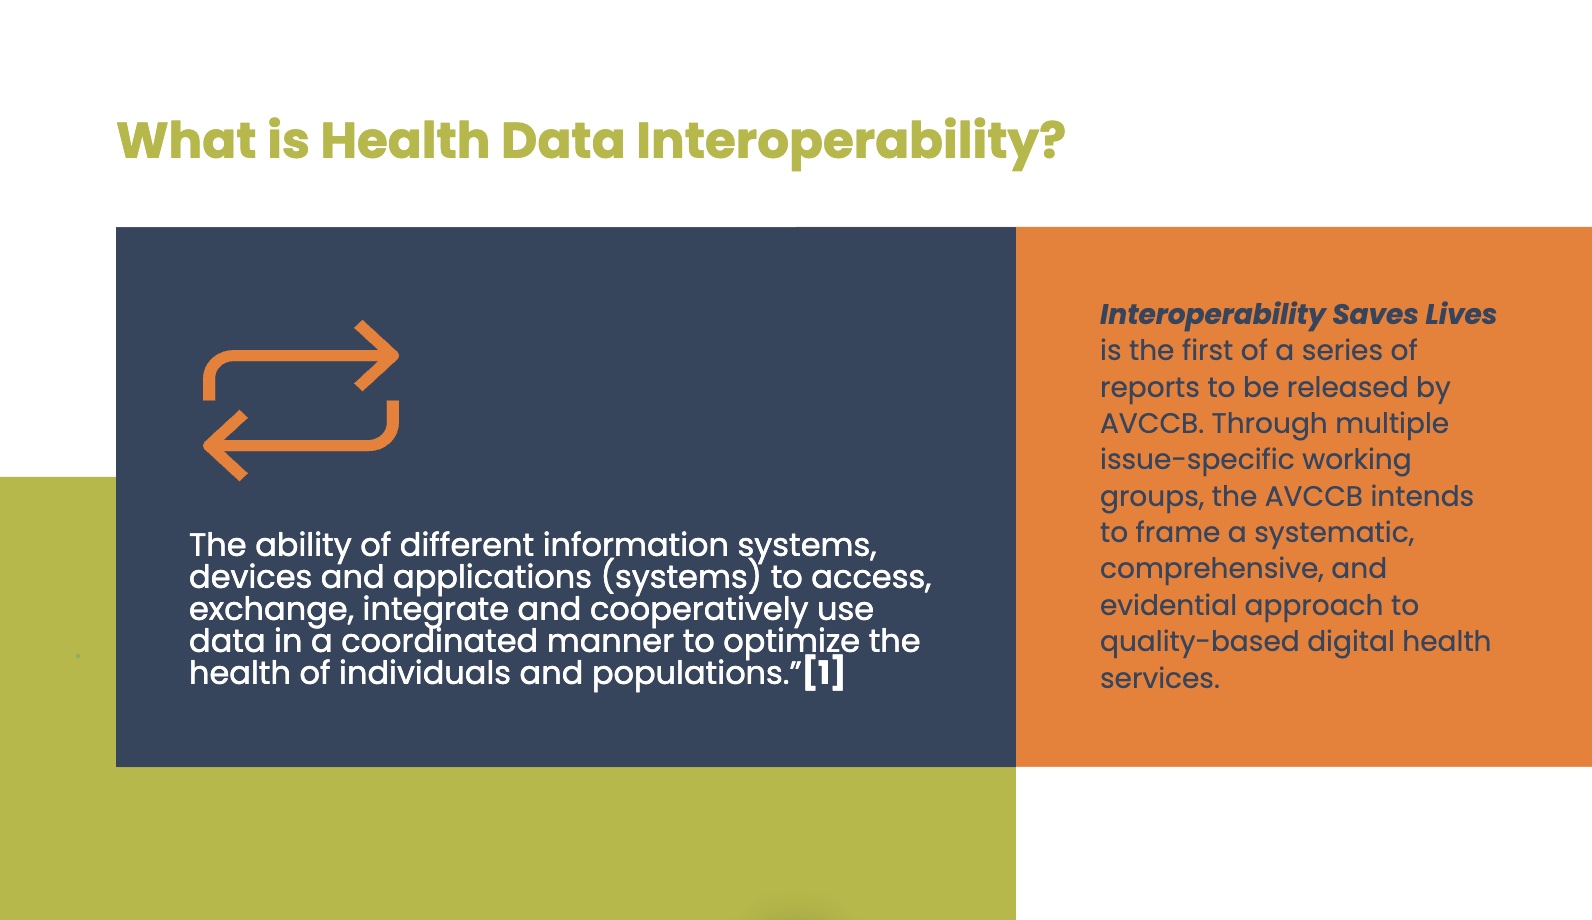 What is Health Data Interoperability?
The ability of different information systems,
devices and applications (systems) to access,
exchange, integrate and cooperatively use
data in a coordinated manner to optimize the
health of individuals and populations.”[1]
Interoperability Saves Lives
is the first of a series of
reports to be released by
AVCCB. Through multiple
issue-specific working
groups, the AVCCB intends
to frame a systematic,
comprehensive, and
evidential approach to
quality-based digital health
services.